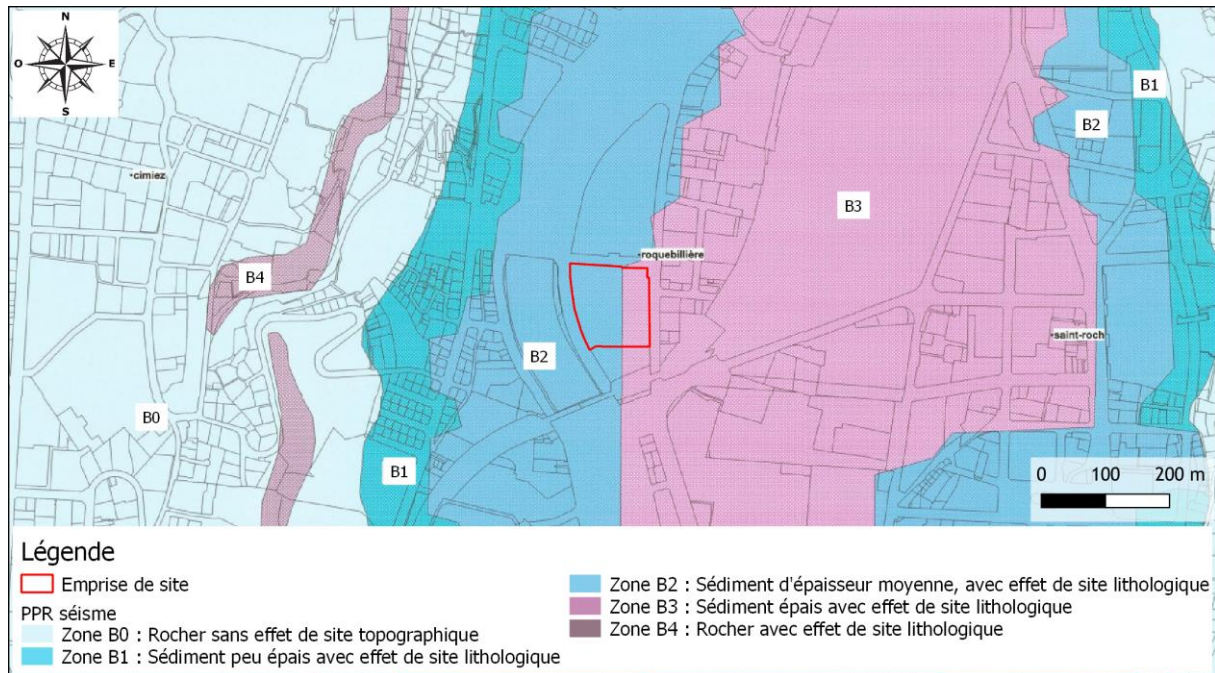 N
O E
S
B1
B2
cimiez
B3
roquebillière
B4
saint-roch
B2
B0
B1
0 100 200 m
Légende
Emprise de site
PPR séisme
Zone B0 : Rocher sans effet de site topographique
Zone B1 : Sédiment peu épais avec effet de site lithologique
Zone B2 : Sédiment d'épaisseur moyenne, avec effet de site lithologique
Zone B3 : Sédiment épais avec effet de site lithologique
Zone B4 : Rocher avec effet de site lithologique